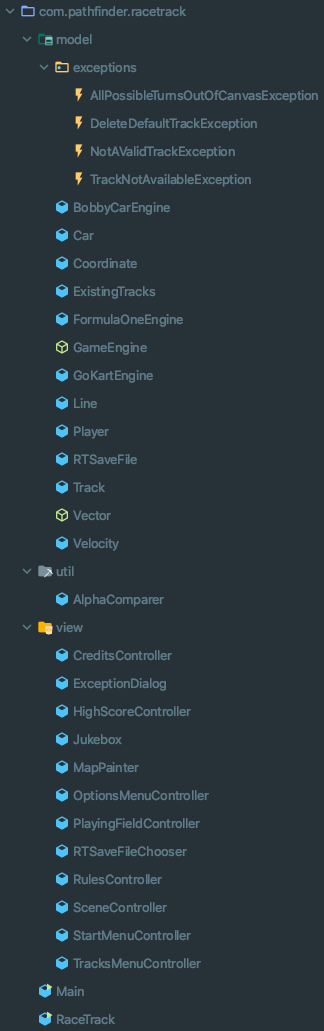 com.pathfinder.racetrack
model
exceptions
AllPossibleTurnsOutOfCanvasException
DeleteDefaultTrackException
NotAValidTrackException
TrackNotAvailableException
BobbyCarEngine
Car
Coordinate
ExistingTracks
FormulaOneEngine
GameEngine
GoKartEngine
Line
Player
RTSaveFile
Track
Vector
Velocity
util
AlphaComparer
view
CreditsController
ExceptionDialog
HighScoreController
Jukebox
MapPainter
OptionsMenuController
PlayingFieldController
RTSaveFileChooser
RulesController
SceneController
StartMenuController
TracksMenuController
Main
RaceTrack